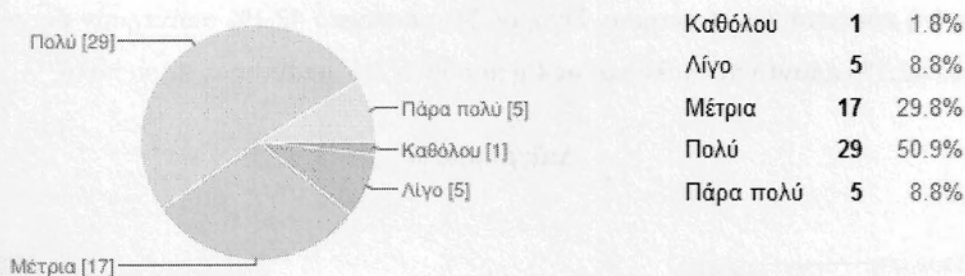 Πολύ [29]
Πάρα πολύ [5]
Καθόλου [1]
Λίγο [5]
Μέτρια [17]
Καθόλου 1 1.8%
Λίγο 5 8.8%
Μέτρια 17 29.8%
Πολύ 29 50.9%
Πάρα πολύ 5 8.8%